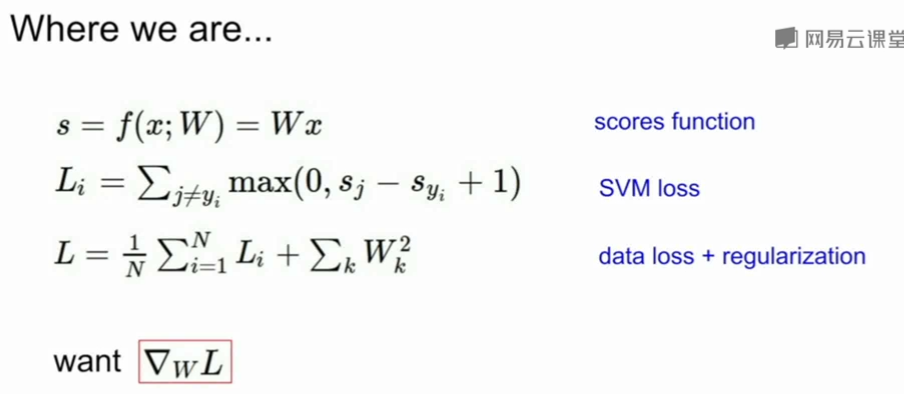 Where we are...
网易云课堂
s = f(x; W) = Wx scores function
L_i = ∑_{j≠y_i} max(0, s_j − s_{y_i} + 1) SVM loss
L = \frac{1}{N} ∑_{i=1}^{N} L_i + ∑_k W_k^2 data loss + regularization
want ∇_W L